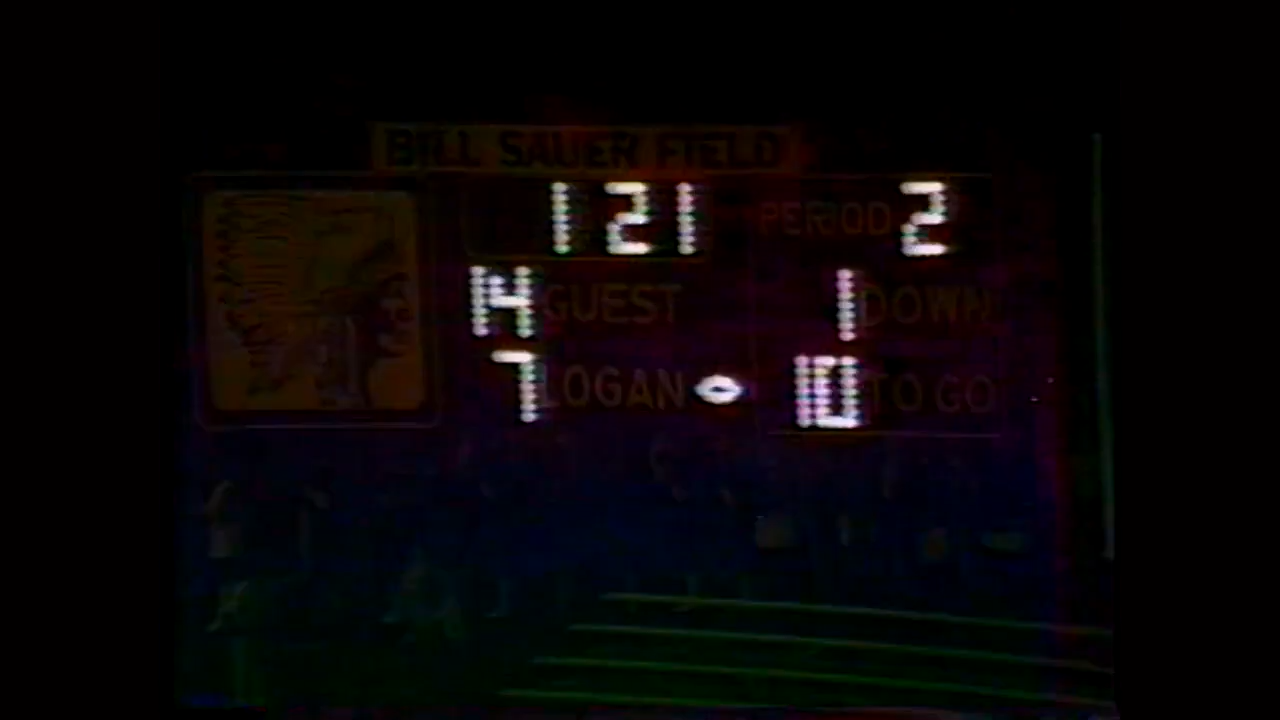 BILL SAUER FIELD
1 21 PERIOD 2
14 GUEST 1 DOWN
7 LOGAN 10 TO GO